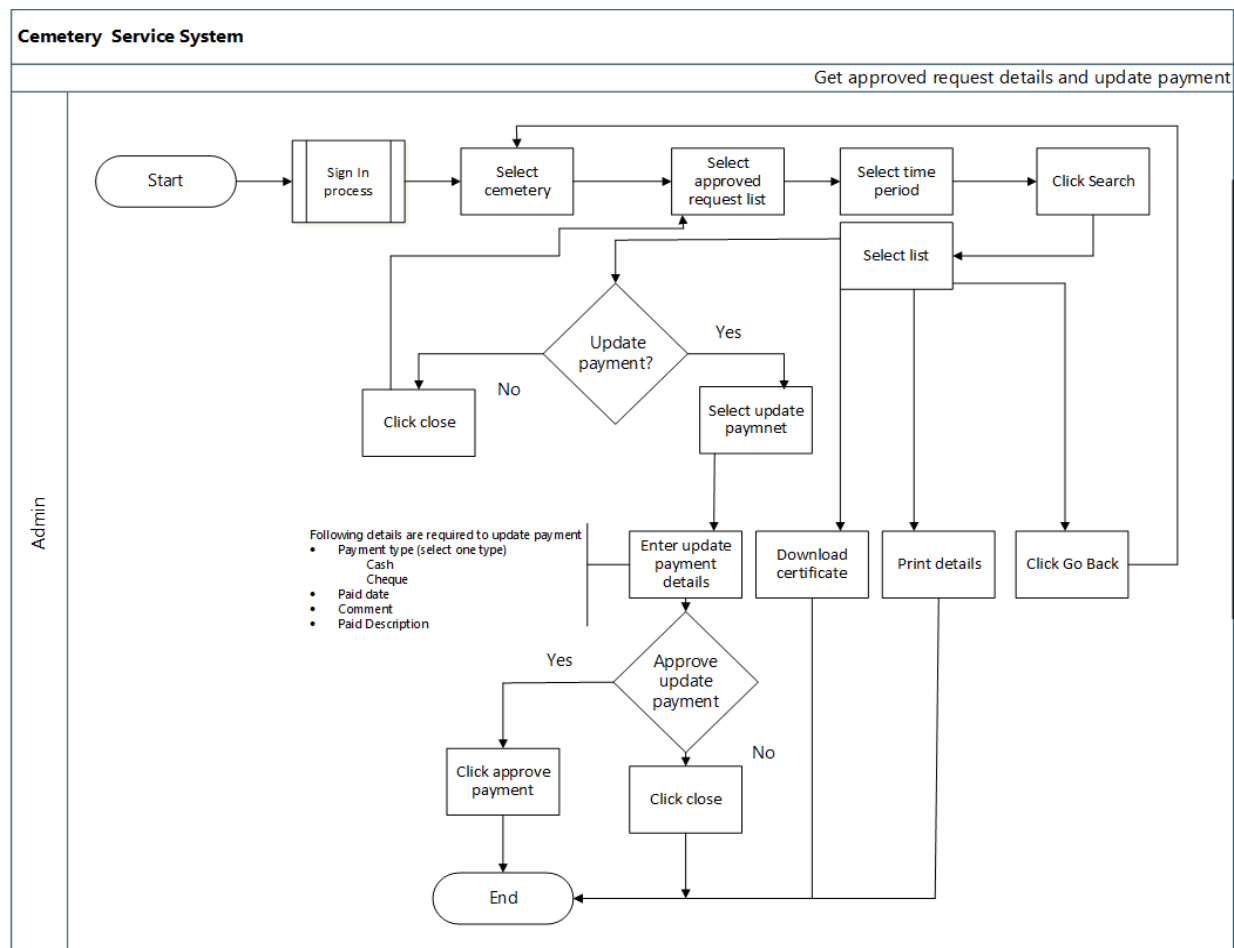 Cemetery Service System
Get approved request details and update payment
Admin
Start
Sign In
process
Select
cemetery
Select
approved
request list
Select time
period
Click Search
Select list
Update
payment?
Yes
No
Click close
Select update
paymnet
Following details are required to update payment
• Payment type (select one type)
Cash
Cheque
• Paid date
• Comment
• Paid Description
Enter update
payment
details
Download
certificate
Print details
Click Go Back
Approve
update
payment
Yes
No
Click approve
payment
Click close
End